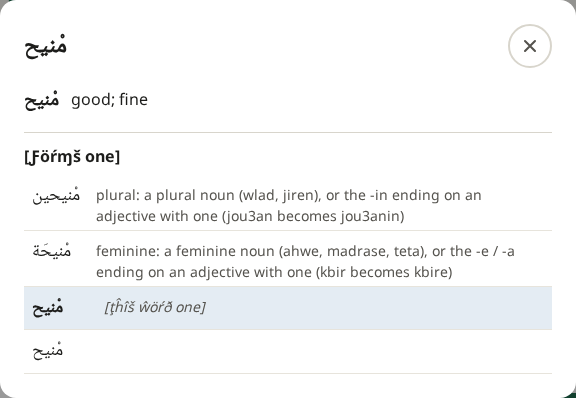 مْنيح
مْنيح good; fine
[Ƒöŕɱš one]
مْنيحين plural: a plural noun (wlad, jiren), or the -in ending on an
adjective with one (jou3an becomes jou3anin)
مْنيحَة feminine: a feminine noun (ahwe, madrase, teta), or the -e / -a
ending on an adjective with one (kbir becomes kbire)
مْنيح [ţĥîš ŵöŕð one]
مْنيح